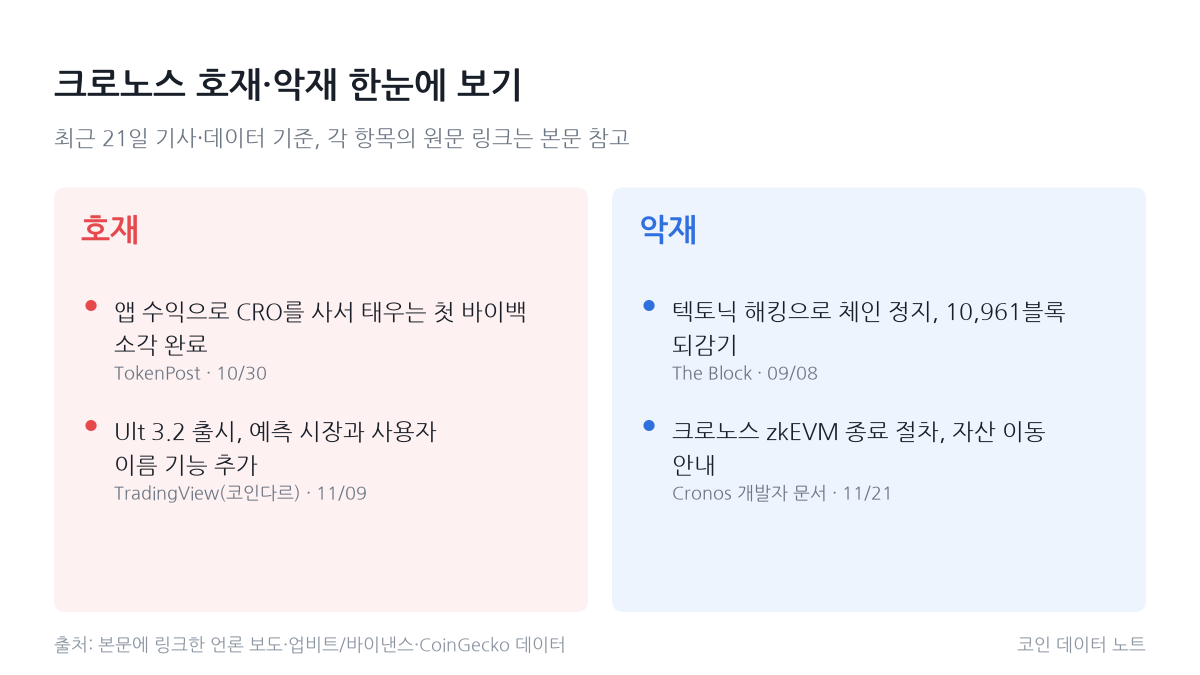 크로노스 호재·악재 한눈에 보기
최근 21일 기사·데이터 기준, 각 항목의 원문 링크는 본문 참고
호재
앱 수익으로 CRO를 사서 태우는 첫 바이백
소각 완료
TokenPost · 10/30
Ult 3.2 출시, 예측 시장과 사용자
이름 기능 추가
TradingView(코인다르) · 11/09
악재
텍토닉 해킹으로 체인 정지, 10,961블록
되감기
The Block · 09/08
크로노스 zkEVM 종료 절차, 자산 이동
안내
Cronos 개발자 문서 · 11/21
출처: 본문에 링크한 언론 보도·업비트/바이낸스·CoinGecko 데이터
코인 데이터 노트